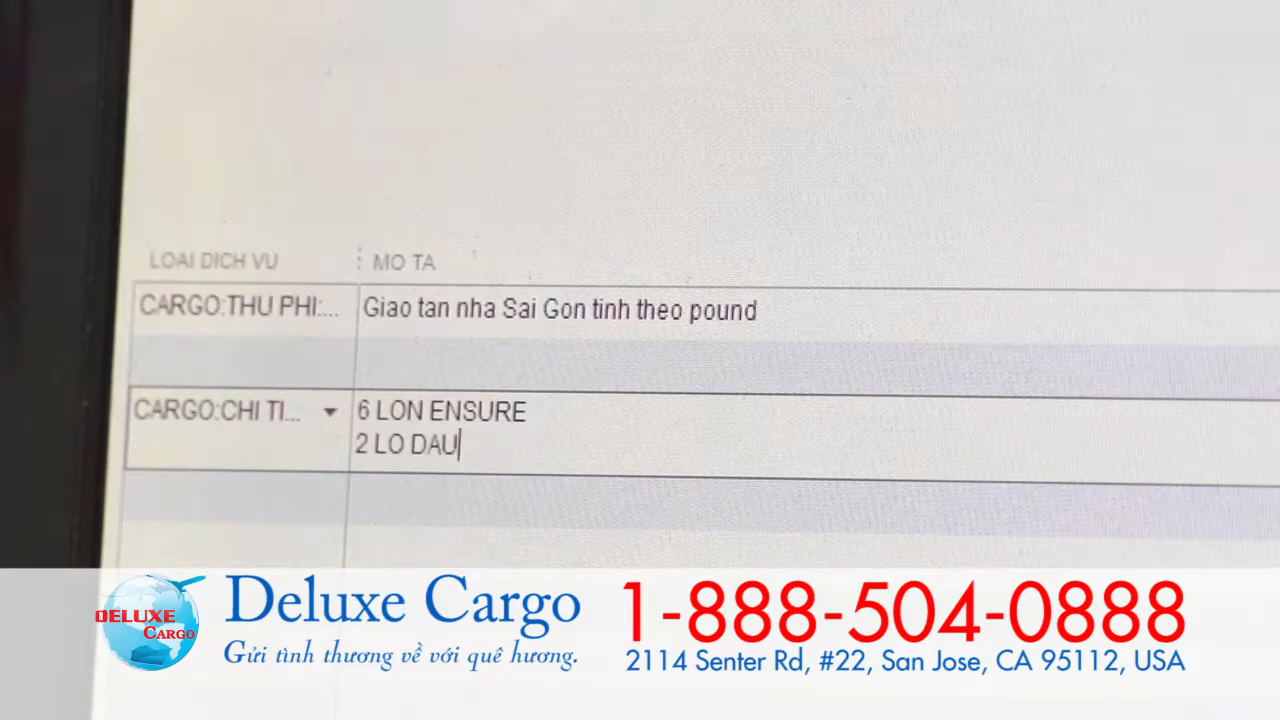 LOAI DICH VU
MO TA
CARGO:THU PHI:...
Giao tan nha Sai Gon tinh theo pound
CARGO:CHI TI...
6 LON ENSURE
2 LO DAU
DELUXE
CARGO
Deluxe Cargo
Gửi tình thương về với quê hương.
1-888-504-0888
2114 Senter Rd, #22, San Jose, CA 95112, USA